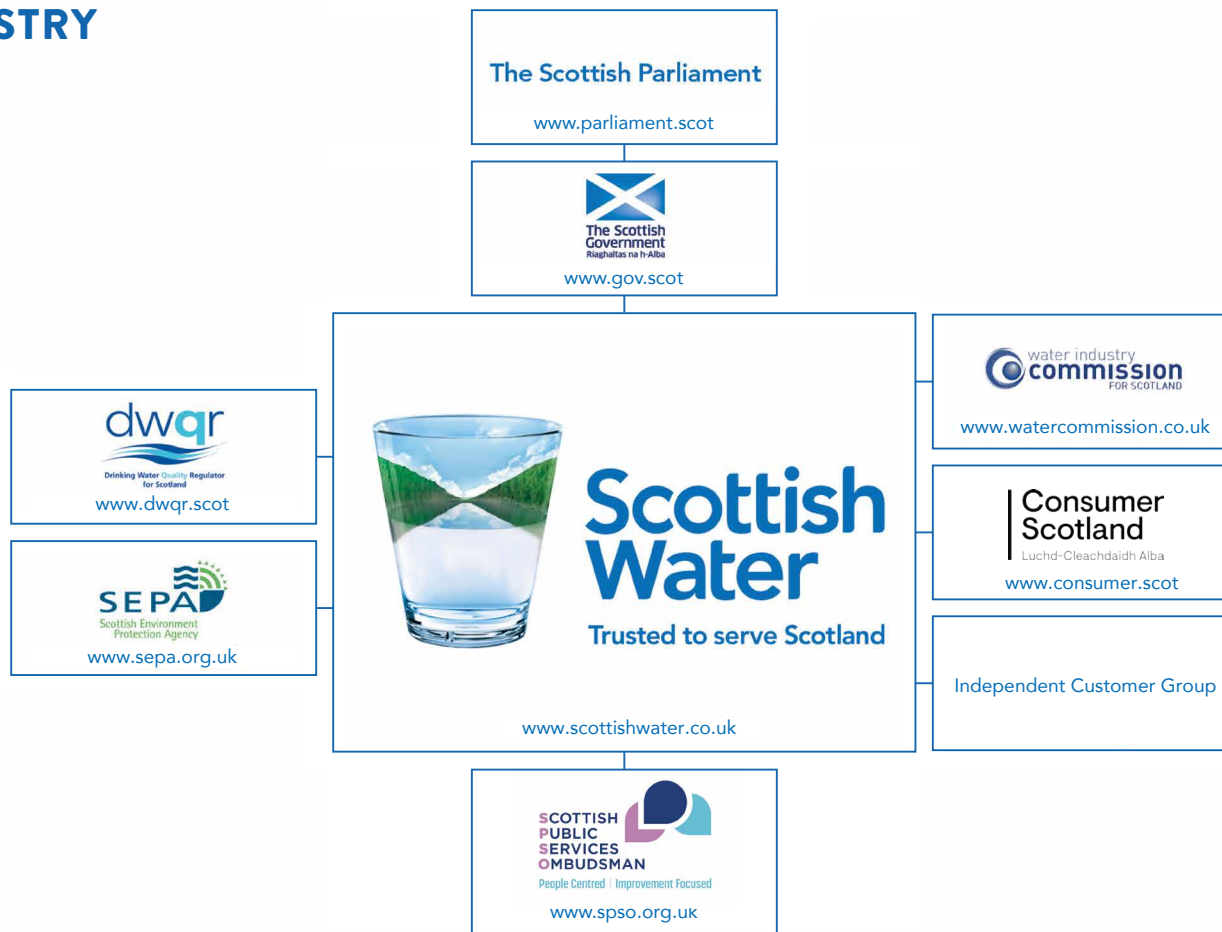 STRY
The Scottish Parliament
www.parliament.scot
The Scottish
Government
Riaghaltas na h-Alba
www.gov.scot
dwqr
Drinking Water Quality Regulator
for Scotland
www.dwqr.scot
SEPA
Scottish Environment
Protection Agency
www.sepa.org.uk
Scottish
Water
Trusted to serve Scotland
www.scottishwater.co.uk
water industry
commission
FOR SCOTLAND
www.watercommission.co.uk
Consumer
Scotland
Luchd-Cleachdaidh Alba
www.consumer.scot
Independent Customer Group
SCOTTISH
PUBLIC
SERVICES
OMBUDSMAN
People Centred | Improvement Focused
www.spso.org.uk